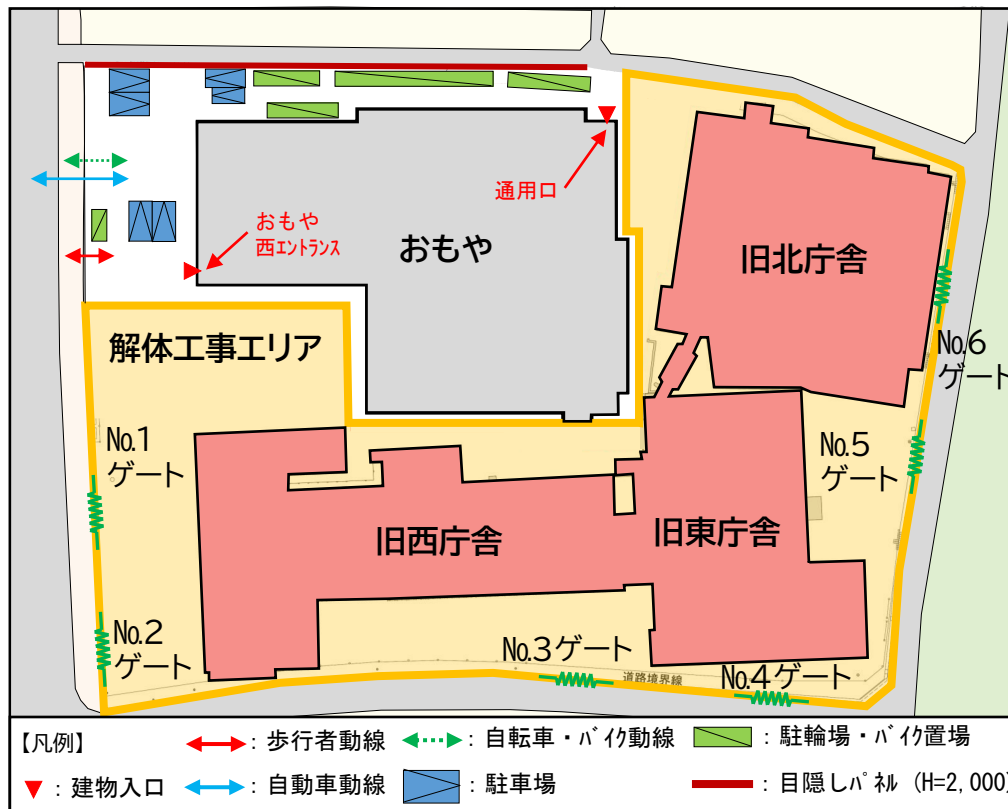 通用口
おもや
西エントランス
おもや
旧北庁舎
解体工事エリア
No.6
ゲート
No.1
ゲート
No.5
ゲート
旧西庁舎
旧東庁舎
No.2
ゲート
No.3ゲート
道路境界線
No.4ゲート
【凡例】
：歩行者動線
：自転車・バイク動線
：駐輪場・バイク置場
：建物入口
：自動車動線
：駐車場
：目隠しパネル (H=2,000)